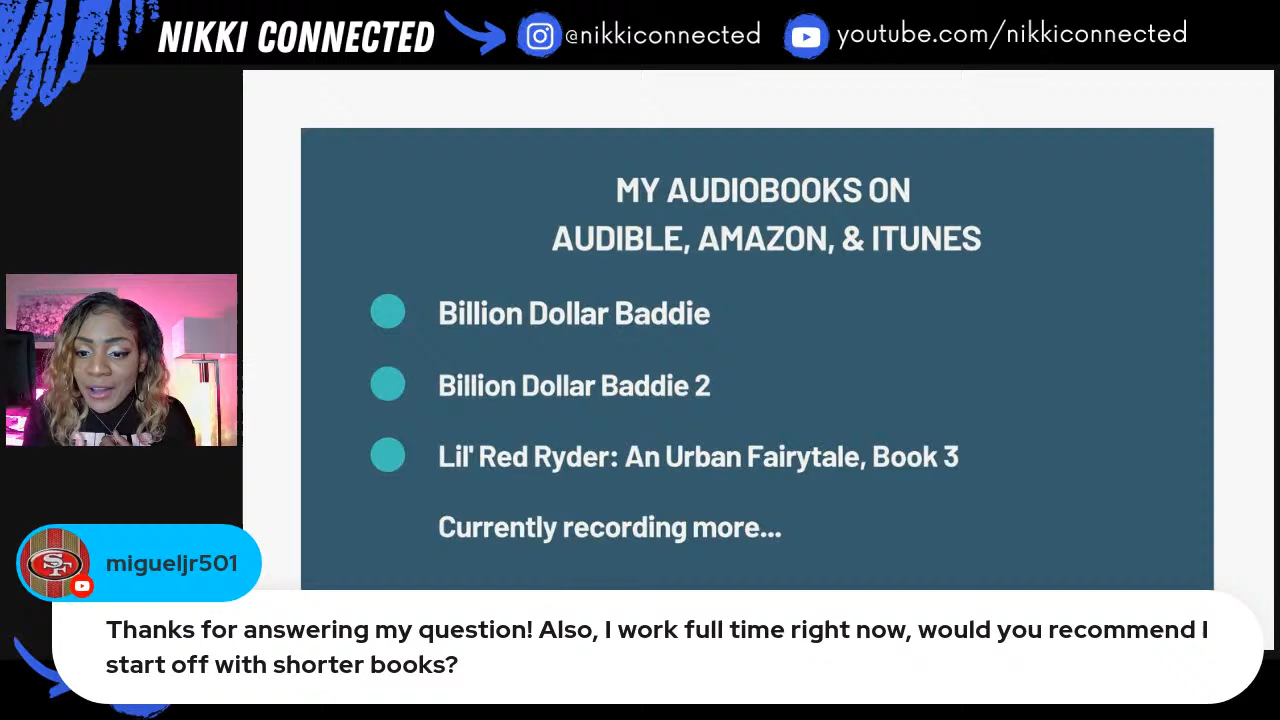 NIKKI CONNECTED
@nikkiconnected
youtube.com/nikkiconnected
MY AUDIOBOOKS ON
AUDIBLE, AMAZON, & ITUNES
Billion Dollar Baddie
Billion Dollar Baddie 2
Lil' Red Ryder: An Urban Fairytale, Book 3
Currently recording more...
SF
migueljr501
Thanks for answering my question! Also, I work full time right now, would you recommend I
start off with shorter books?